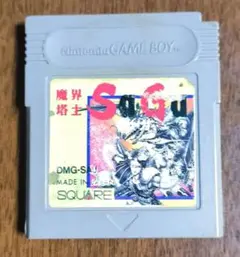 Nintendo GAME BOY
魔界
塔士
SaGa
DMG-SA
MADE IN
SQUARE